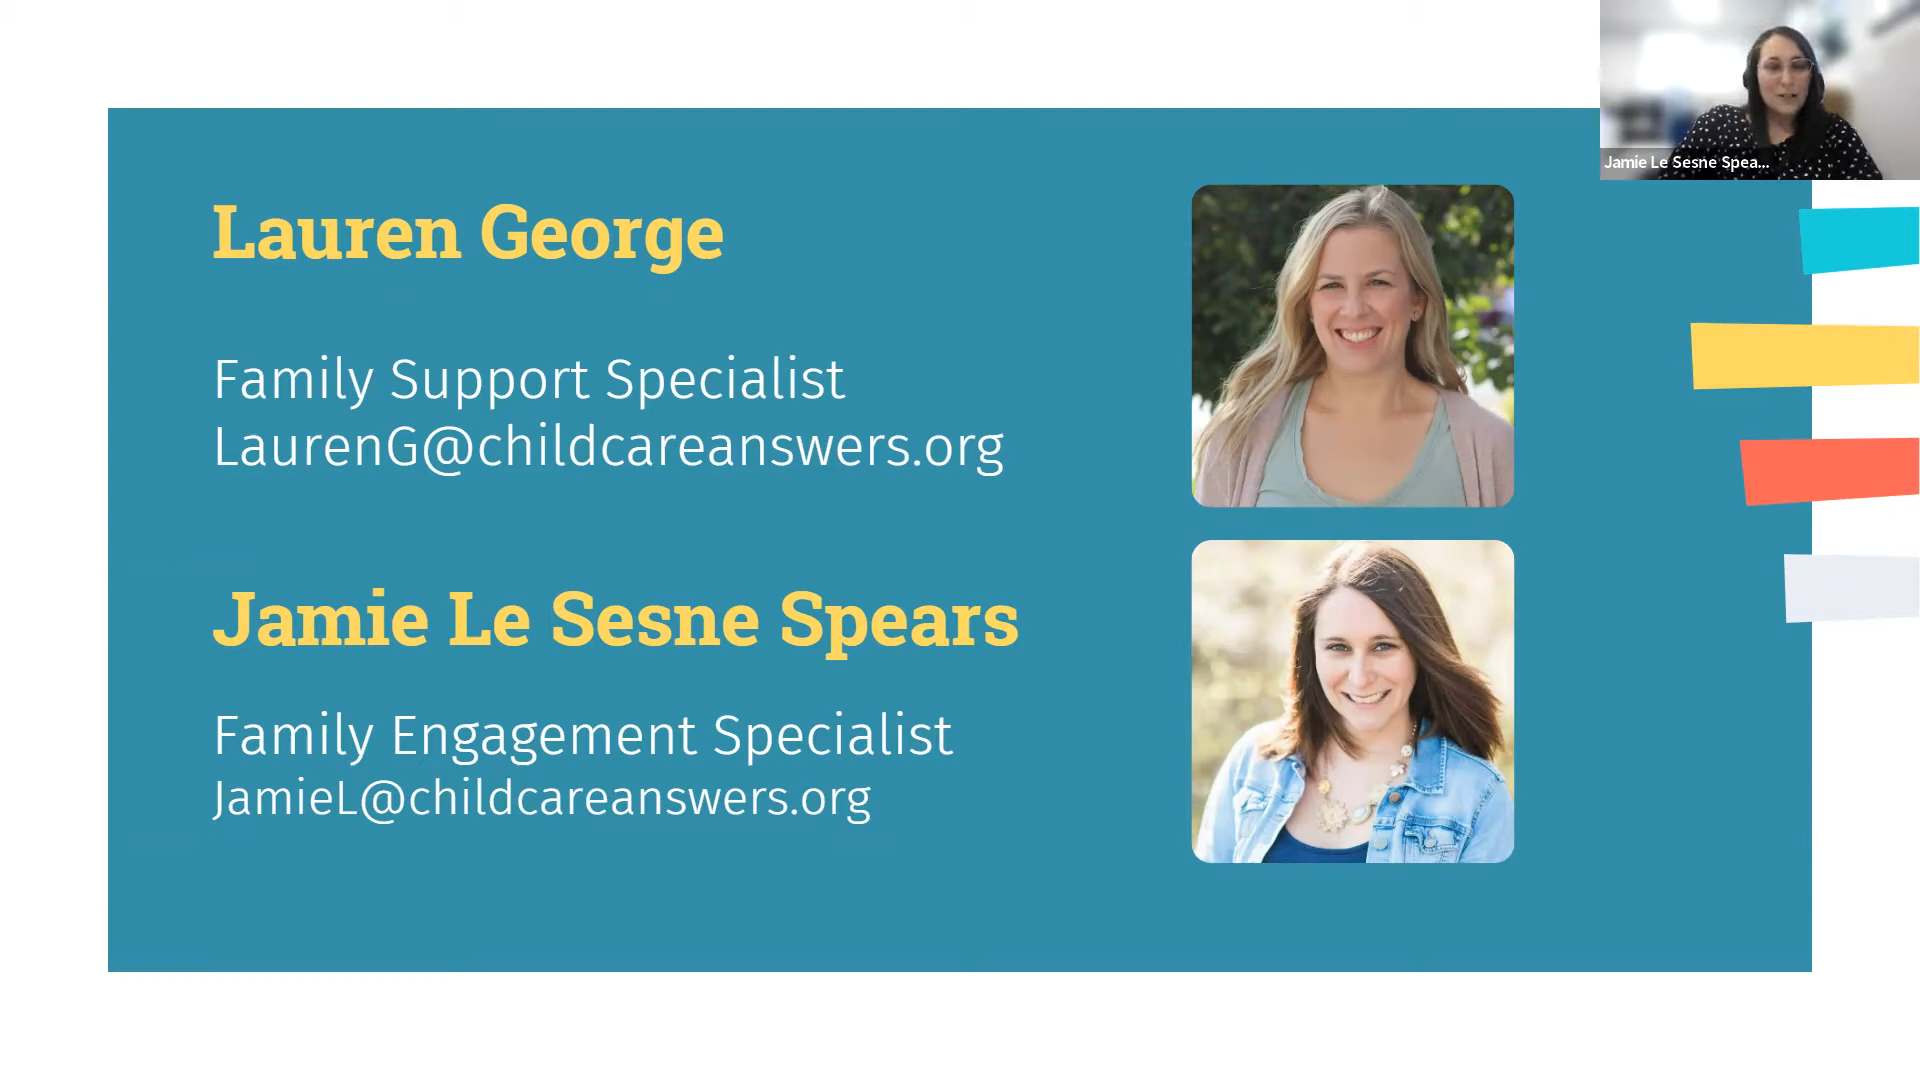 Lauren George
Family Support Specialist
LaurenG@childcareanswers.org
Jamie Le Sesne Spears
Family Engagement Specialist
JamieL@childcareanswers.org
Jamie Le Sesne Spea...